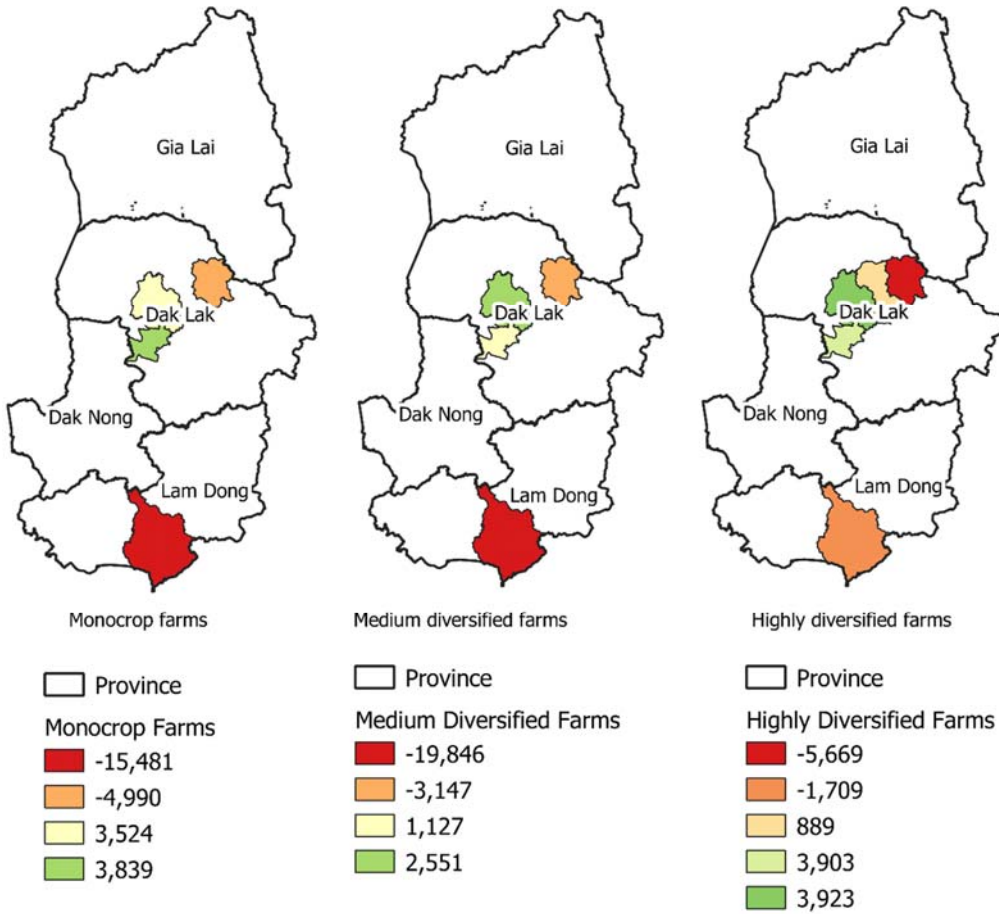 Gia Lai
Dak Lak
Dak Nong
Lam Dong
Monocrop farms
Province
Monocrop Farms
-15,481
-4,990
3,524
3,839
Gia Lai
Dak Lak
Dak Nong
Lam Dong
Medium diversified farms
Province
Medium Diversified Farms
-19,846
-3,147
1,127
2,551
Gia Lai
Dak Lak
Dak Nong
Lam Dong
Highly diversified farms
Province
Highly Diversified Farms
-5,669
-1,709
889
3,903
3,923